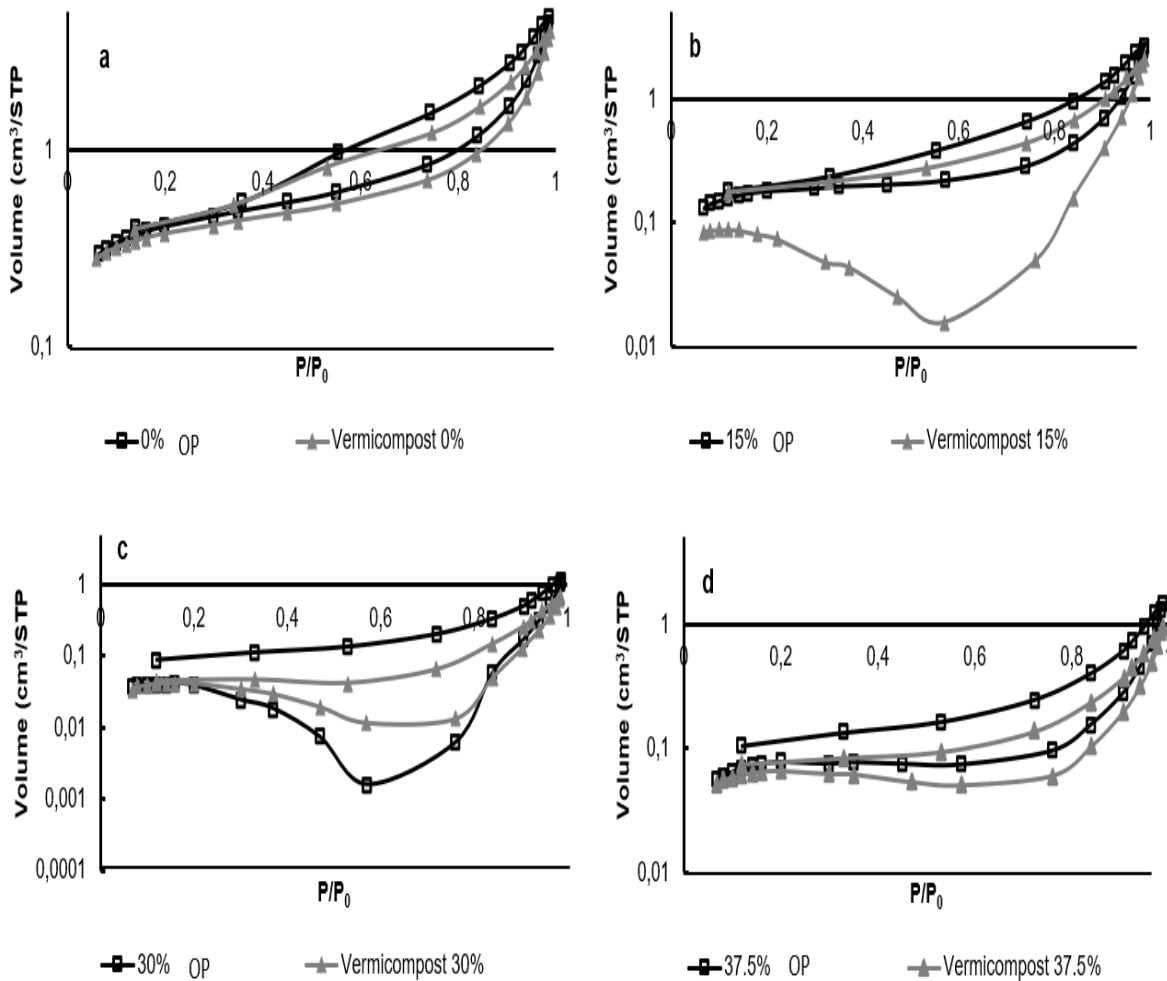 a
Volume (cm³/STP
1
0,1
0 0,2 0,4 0,6 0,8 1
P/P₀
0% OP Vermicompost 0%
b
Volume (cm³/STP
1
0,1
0,01
0 0,2 0,4 0,6 0,8 1
P/P₀
15% OP Vermicompost 15%
c
Volume (cm³/STP
1
0,1
0,01
0,001
0,0001
0 0,2 0,4 0,6 0,8 1
P/P₀
30% OP Vermicompost 30%
d
Volume (cm³/STP
1
0,1
0,01
0 0,2 0,4 0,6 0,8 1
P/P₀
37.5% OP Vermicompost 37.5%